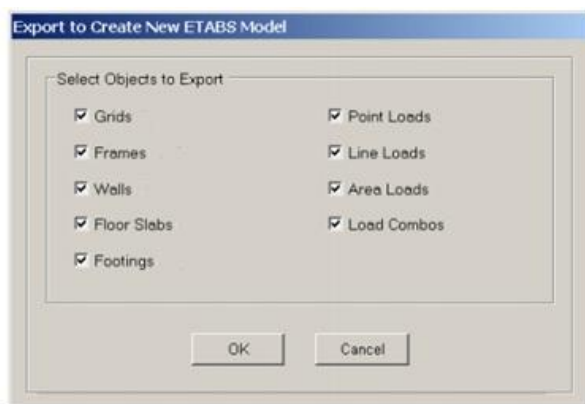 Export to Create New ETABS Model
Select Objects to Export
Grids
Frames
Walls
Floor Slabs
Footings
Point Loads
Line Loads
Area Loads
Load Combos
OK
Cancel